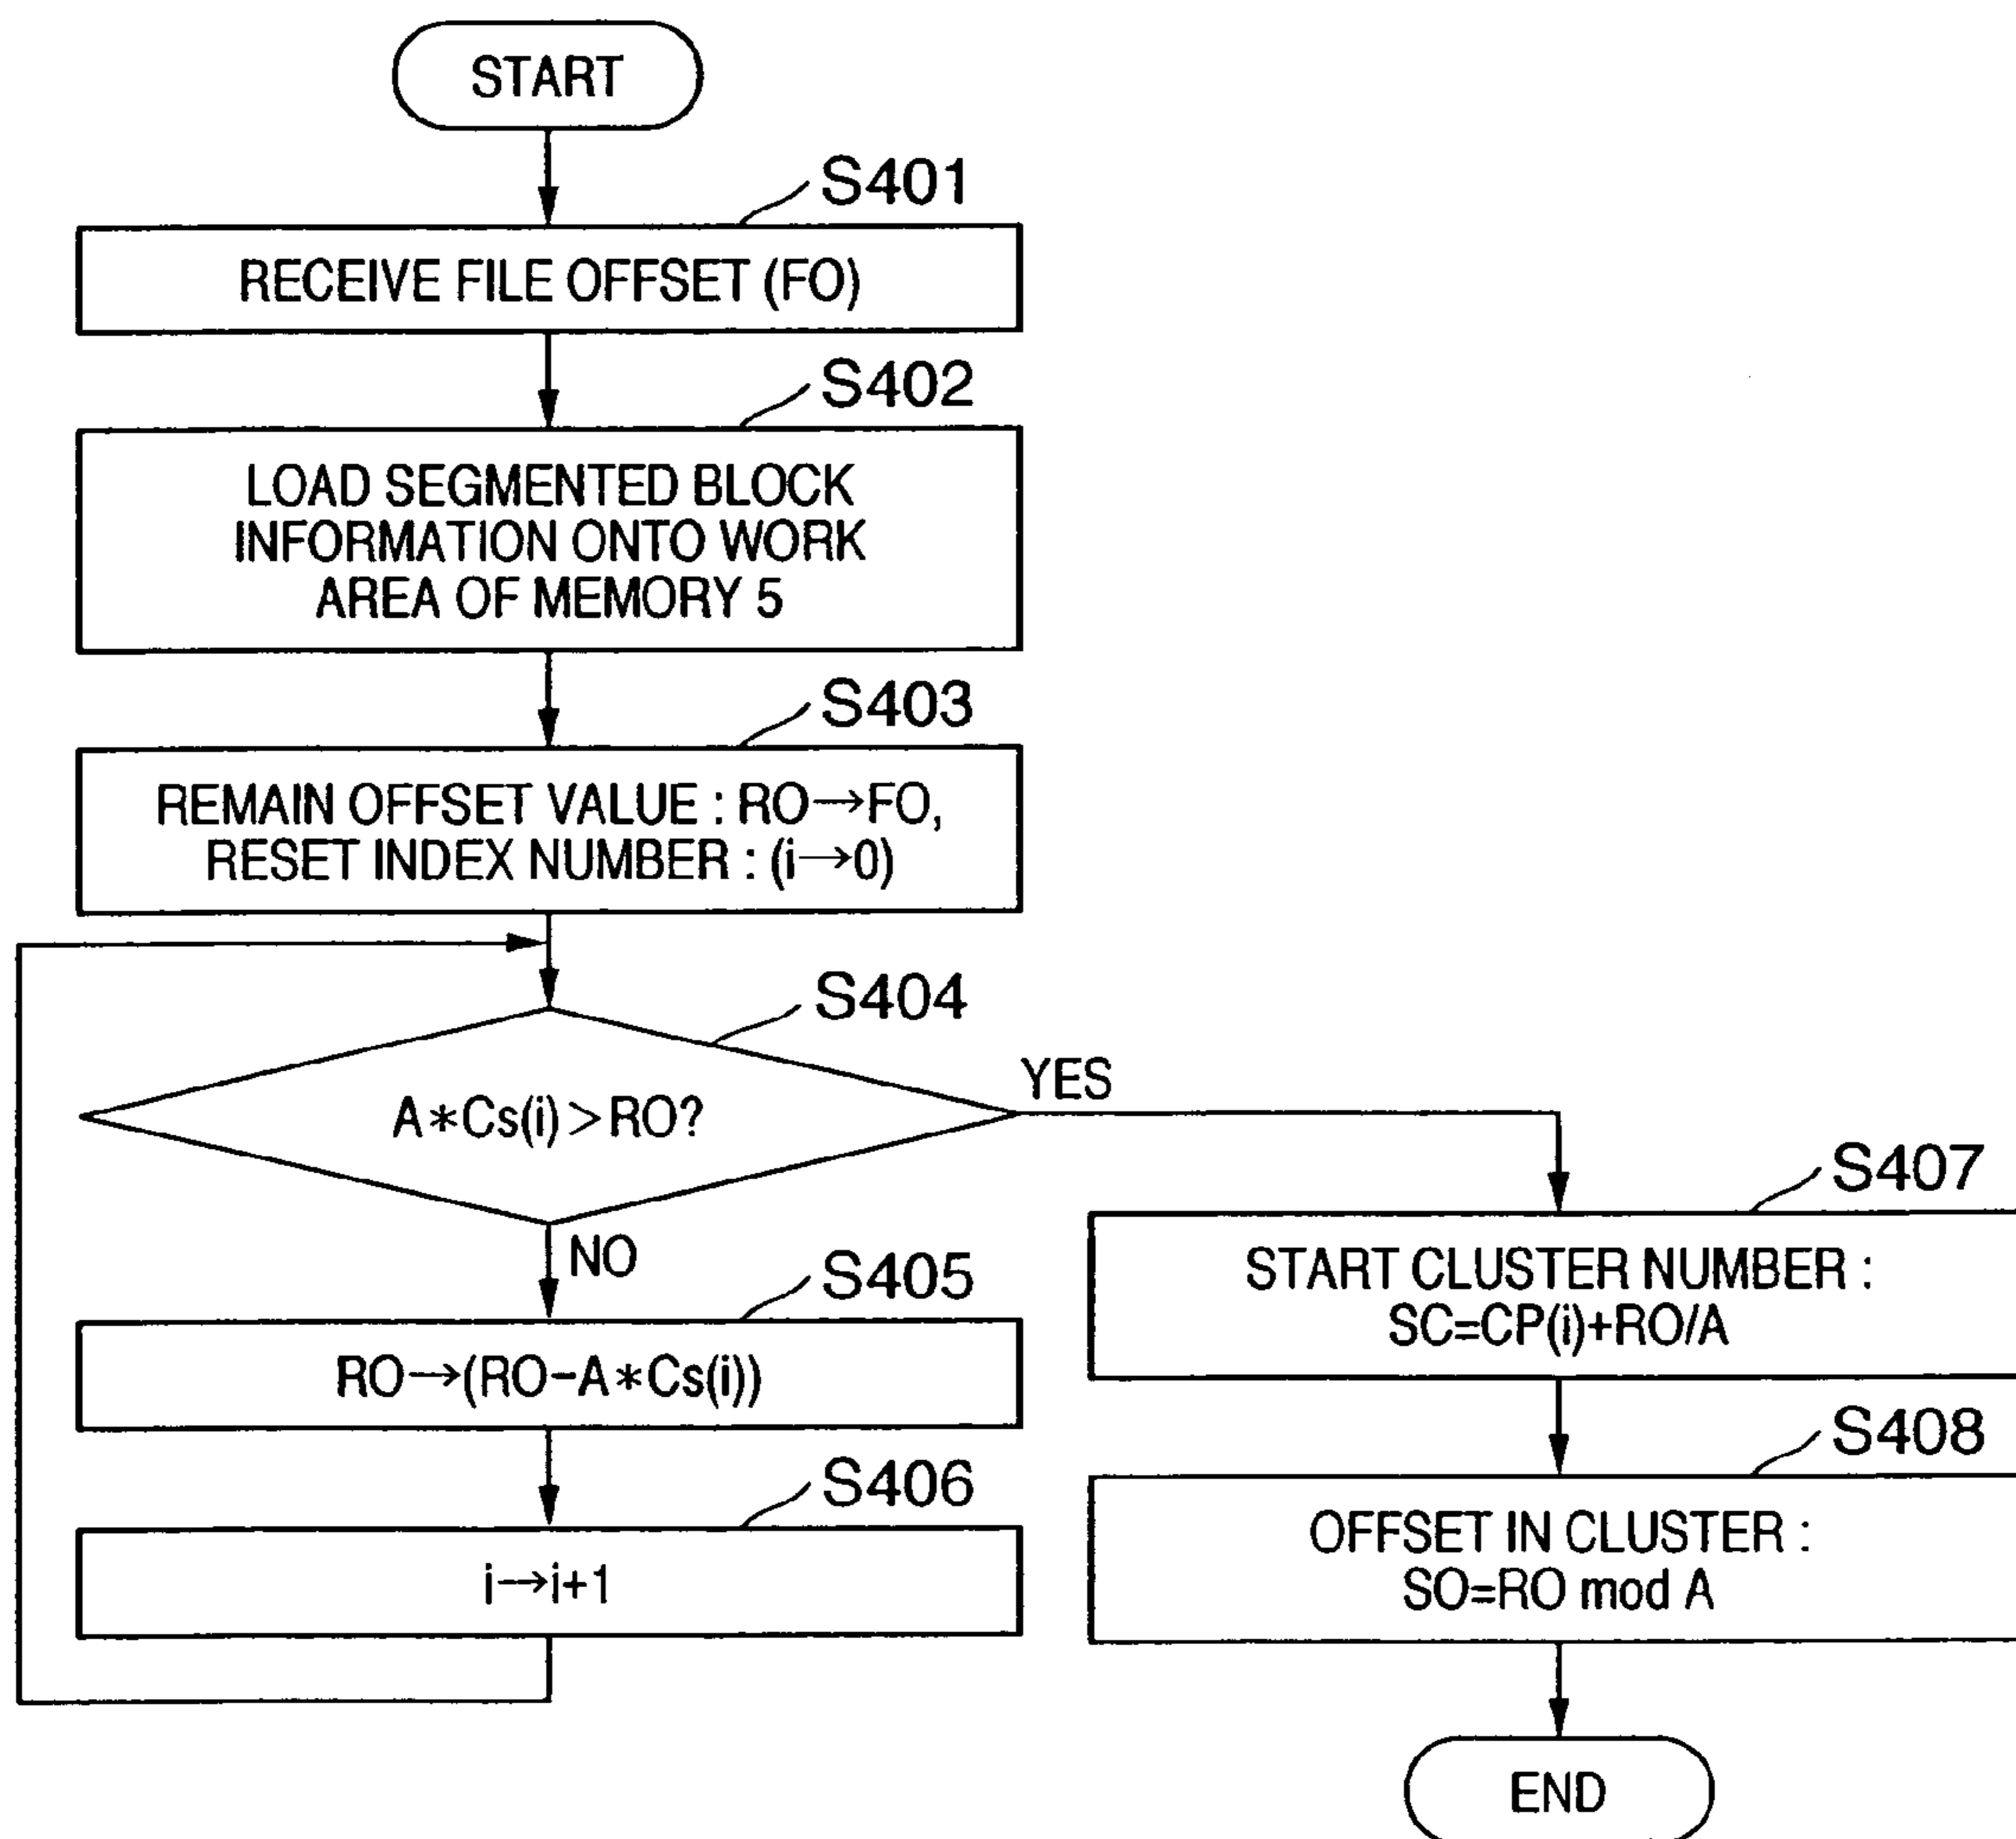 START
S401
RECEIVE FILE OFFSET (FO)
S402
LOAD SEGMENTED BLOCK
INFORMATION ONTO WORK
AREA OF MEMORY 5
S403
REMAIN OFFSET VALUE : RO→FO,
RESET INDEX NUMBER : (i→0)
S404
A*Cs(i)>RO?
YES
NO
S405
RO→(RO-A*Cs(i))
S406
i→i+1
S407
START CLUSTER NUMBER :
SC=CP(i)+RO/A
S408
OFFSET IN CLUSTER :
SO=RO mod A
END